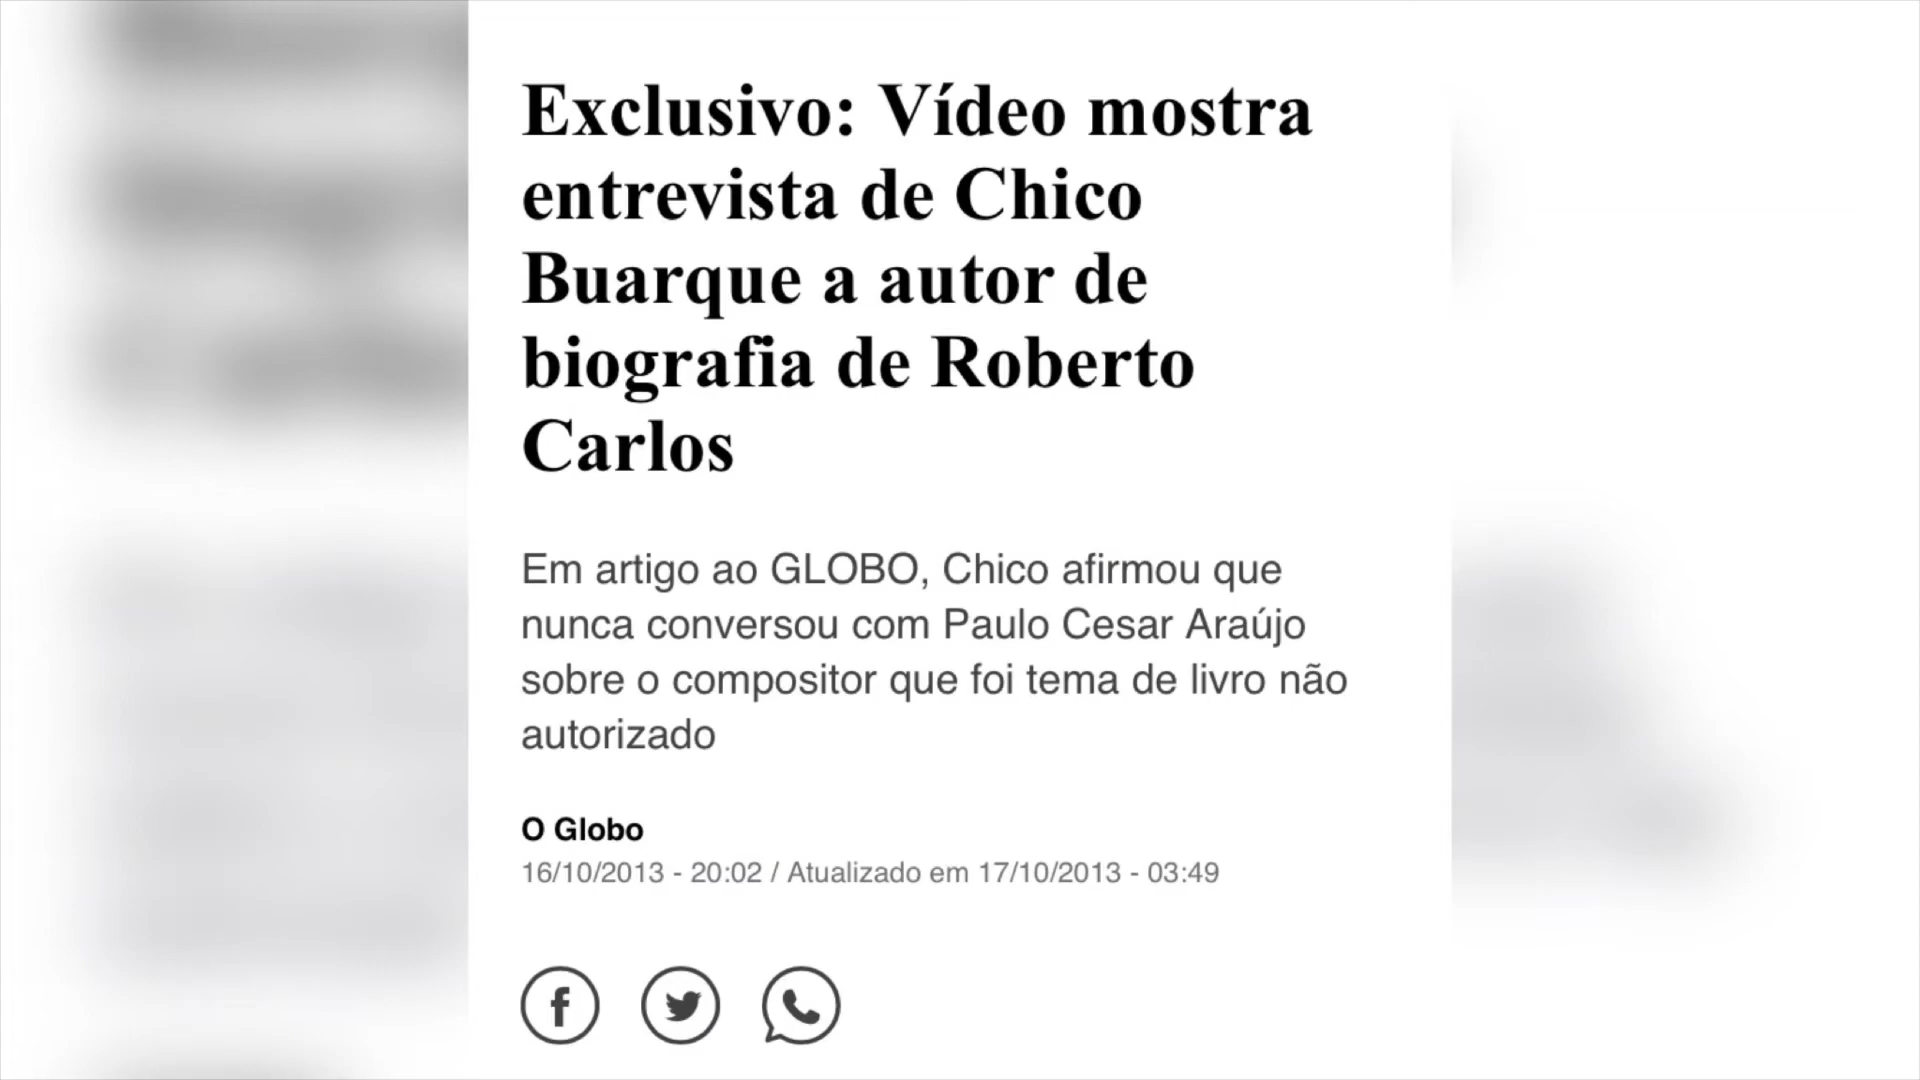 Exclusivo: Vídeo mostra
entrevista de Chico
Buarque a autor de
biografia de Roberto
Carlos
Em artigo ao GLOBO, Chico afirmou que
nunca conversou com Paulo Cesar Araújo
sobre o compositor que foi tema de livro não
autorizado
O Globo
16/10/2013 - 20:02 / Atualizado em 17/10/2013 - 03:49